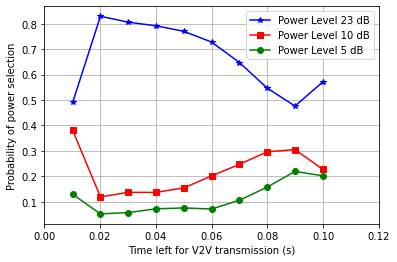 Power Level 23 dB
Power Level 10 dB
Power Level 5 dB
Probability of power selection
0.8
0.7
0.6
0.5
0.4
0.3
0.2
0.1
0.00 0.02 0.04 0.06 0.08 0.10 0.12
Time left for V2V transmission (s)